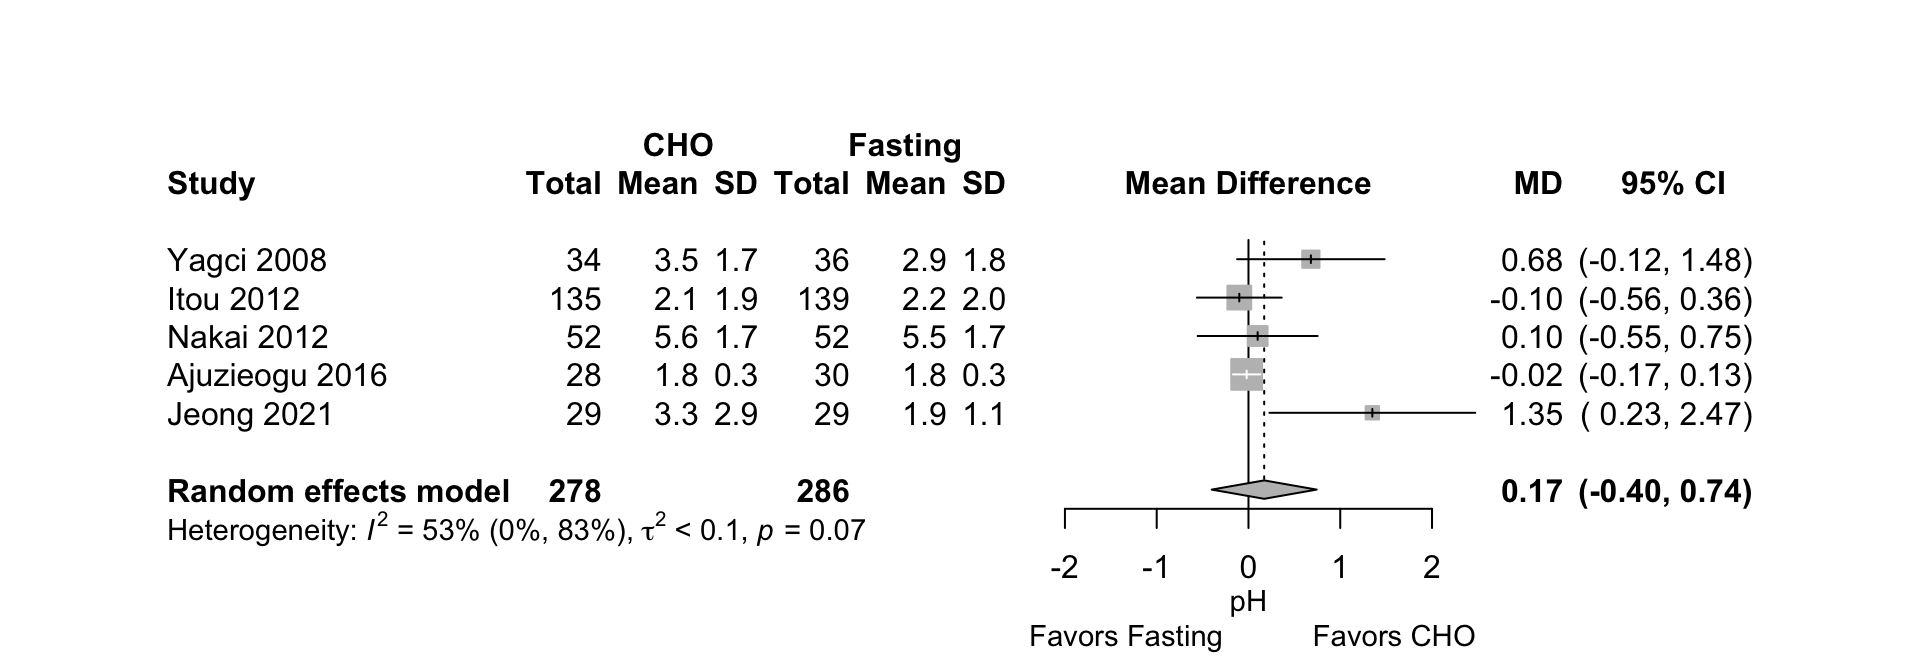 CHO Fasting
Study Total Mean SD Total Mean SD Mean Difference MD 95% CI
Yagci 2008 34 3.5 1.7 36 2.9 1.8 0.68 (-0.12, 1.48)
Itou 2012 135 2.1 1.9 139 2.2 2.0 -0.10 (-0.56, 0.36)
Nakai 2012 52 5.6 1.7 52 5.5 1.7 0.10 (-0.55, 0.75)
Ajuzieogu 2016 28 1.8 0.3 30 1.8 0.3 -0.02 (-0.17, 0.13)
Jeong 2021 29 3.3 2.9 29 1.9 1.1 1.35 ( 0.23, 2.47)
Random effects model 278 286 0.17 (-0.40, 0.74)
Heterogeneity: I² = 53% (0%, 83%), τ² < 0.1, p = 0.07
-2 -1 0 1 2
pH
Favors Fasting Favors CHO